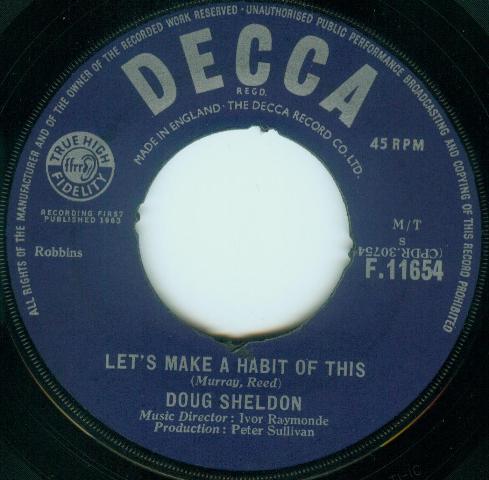 ALL RIGHTS OF THE MANUFACTURER AND OF THE OWNER OF THE RECORDED WORK RESERVED · UNAUTHORISED PUBLIC PERFORMANCE BROADCASTING AND COPYING OF THIS RECORD PROHIBITED
DECCA
REGD.
MADE IN ENGLAND · THE DECCA RECORD CO. LTD.
TRUE HIGH
ffrr
FIDELITY
45 RPM
RECORDING FIRST
PUBLISHED 1963
M/T
S
Robbins
(CPDR.30754
F.11654
LET'S MAKE A HABIT OF THIS
(Murray, Reed)
DOUG SHELDON
Music Director : Ivor Raymonde
Production : Peter Sullivan